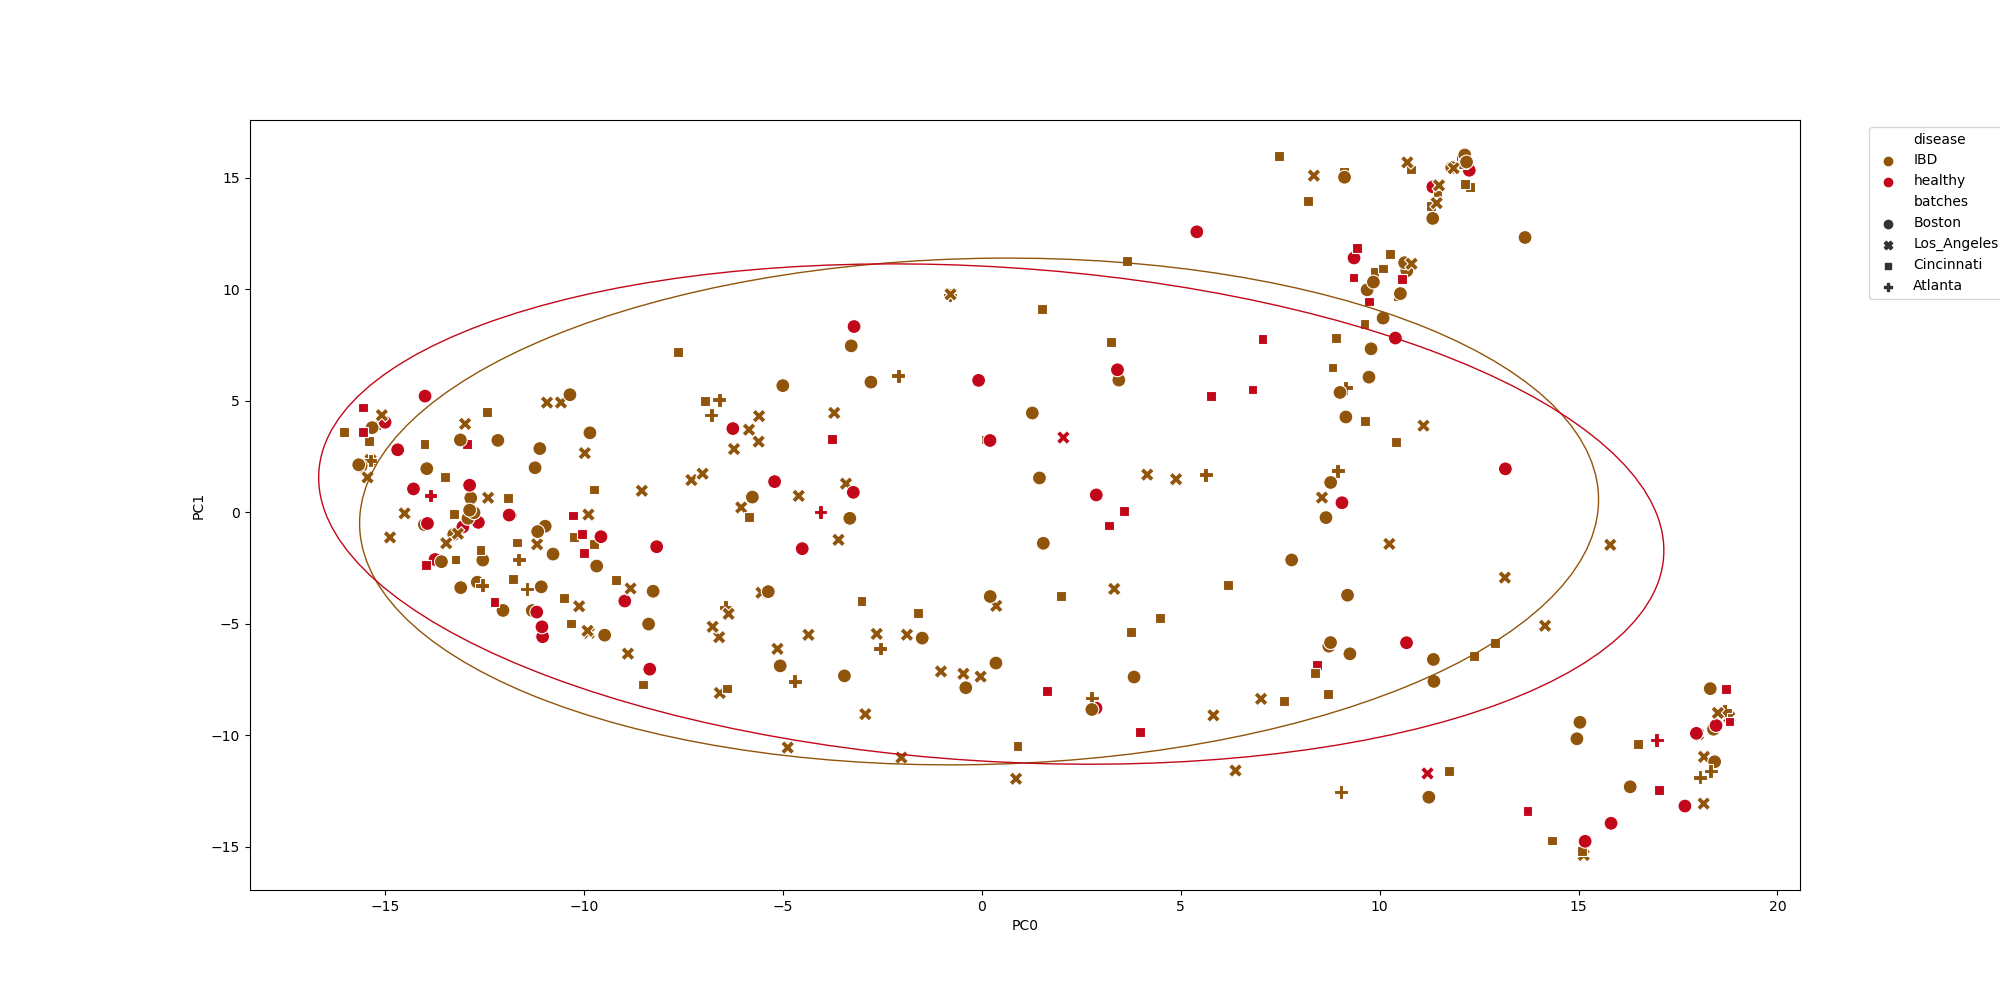 disease
IBD
healthy
batches
Boston
Los_Angeles
Cincinnati
Atlanta
15
10
5
0
−5
−10
−15
PC1
−15 −10 −5 0 5 10 15 20
PC0